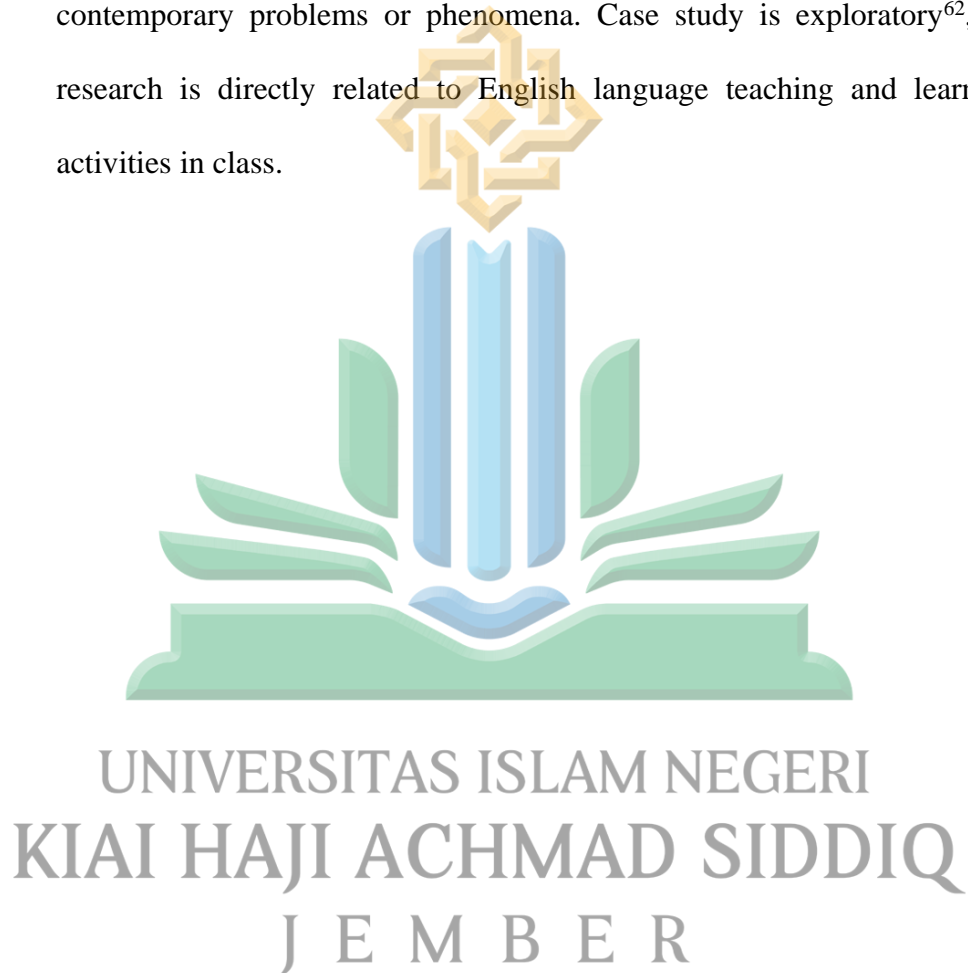 contemporary problems or phenomena. Case study is exploratory⁶²,
research is directly related to English language teaching and learn
activities in class.
UNIVERSITAS ISLAM NEGERI
KIAI HAJI ACHMAD SIDDIQ
JEMBER